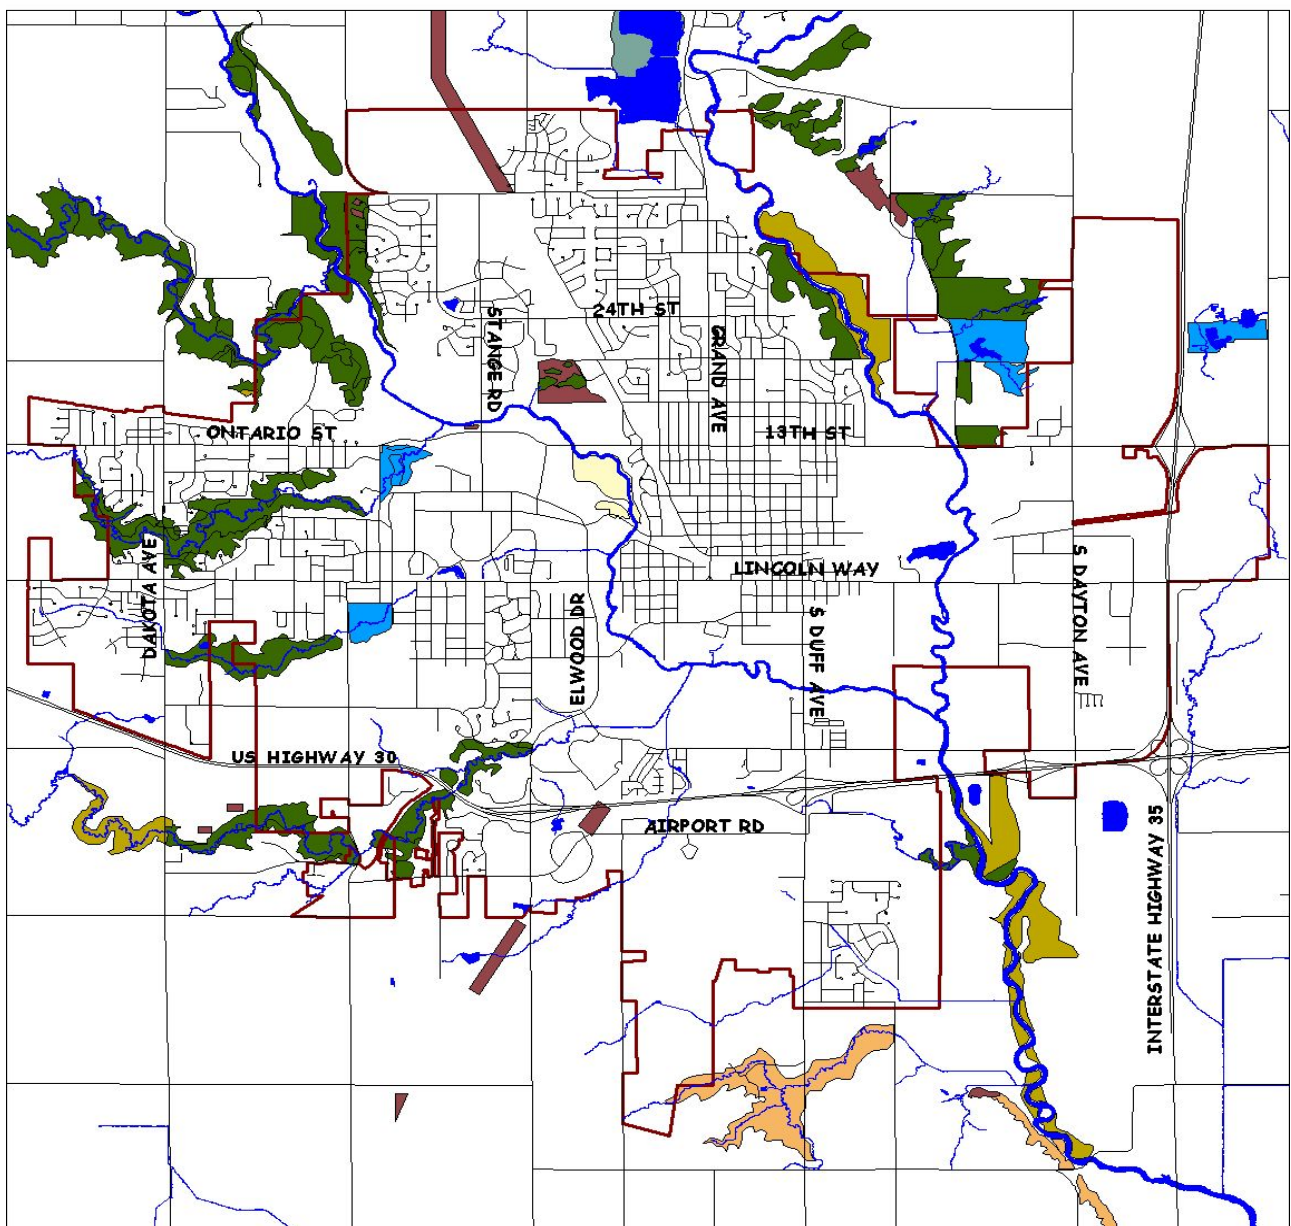 24TH ST
STANGE RD
GRAND AVE
ONTARIO ST
13TH ST
DAKOTA AVE
LINCOLN WAY
S DAYTON AVE
ELWOOD DR
S DUFF AVE
US HIGHWAY 30
AIRPORT RD
INTERSTATE HIGHWAY 35